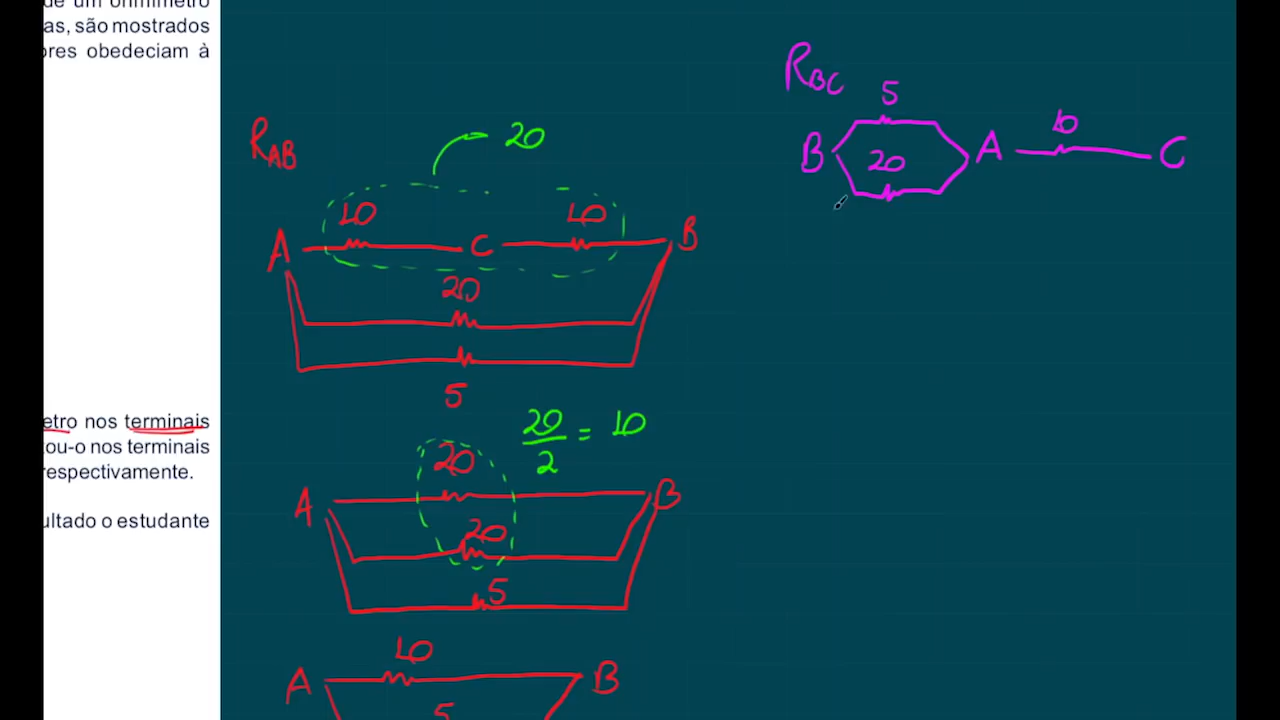 de um ohmímetro
as, são mostrados
ores obedeciam à
etro nos terminais
tou-o nos terminais
respectivamente.
ultado o estudante
RAB
20
10 10
A C B
20
5
20/2 = 10
20
A B
20
5
10
A B
5
RBC
5
B A 10 C
20